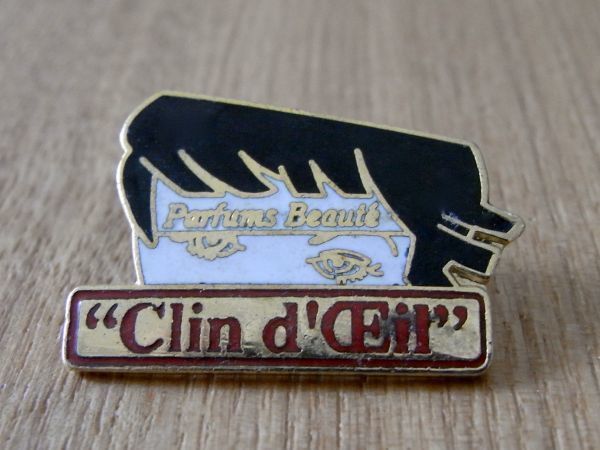 Parfums Beauté
"Clin d'Œil"